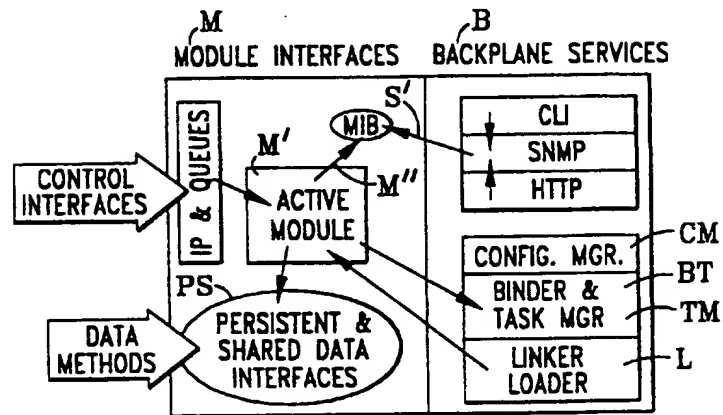 M
MODULE INTERFACES
B
BACKPLANE SERVICES
S'
MIB
CLI
SNMP
HTTP
M'
M"
CONTROL
INTERFACES
IP & QUEUES
ACTIVE
MODULE
CONFIG. MGR.
CM
BINDER &
TASK MGR
BT
TM
LINKER
LOADER
L
PS
DATA
METHODS
PERSISTENT &
SHARED DATA
INTERFACES